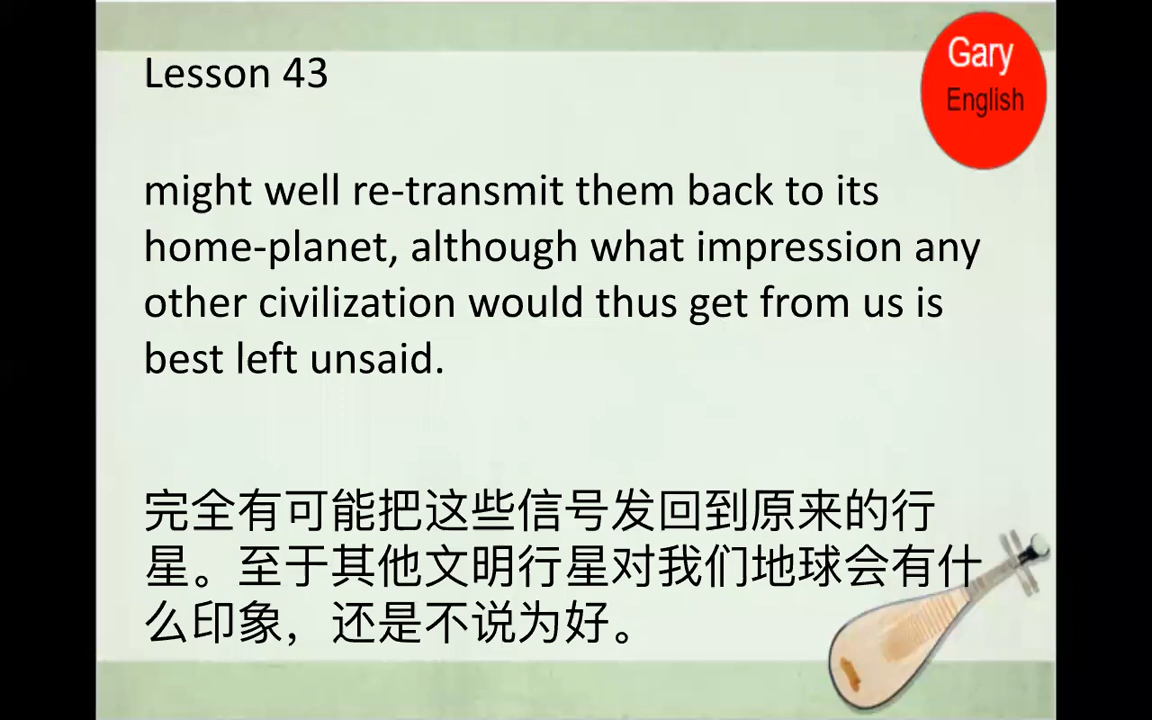 Lesson 43
Gary
English
might well re-transmit them back to its
home-planet, although what impression any
other civilization would thus get from us is
best left unsaid.
完全有可能把这些信号发回到原来的行
星。至于其他文明行星对我们地球会有什
么印象，还是不说为好。